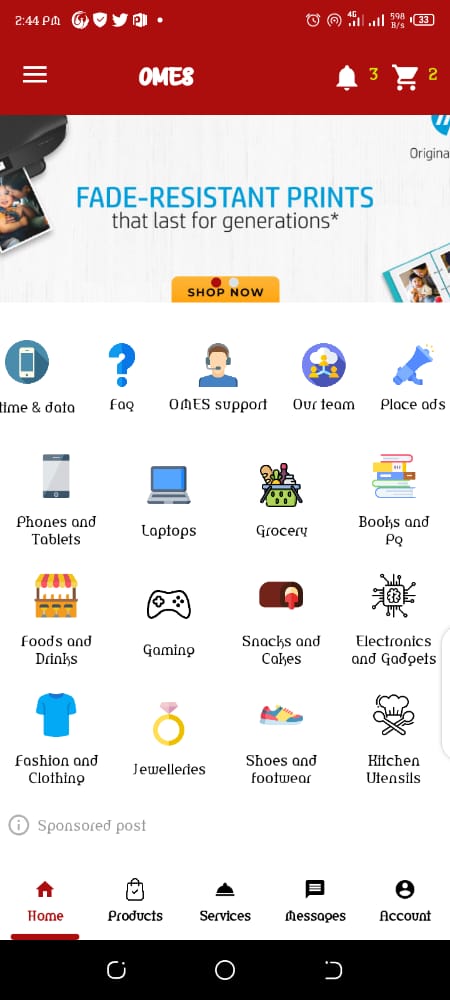 2:44 PM
4G
598
B/s
33
OMES
3
2
Origina
FADE-RESISTANT PRINTS
that last for generations*
SHOP NOW
time & data
Faq
OMES support
Our team
Place ads
Phones and
Tablets
Laptops
Grocery
Books and
Pq
Foods and
Drinks
Gaming
Snacks and
Cakes
Electronics
and Gadgets
Fashion and
Clothing
Jewelleries
Shoes and
footwear
Kitchen
Utensils
Sponsored post
Home
Products
Services
Messages
Account